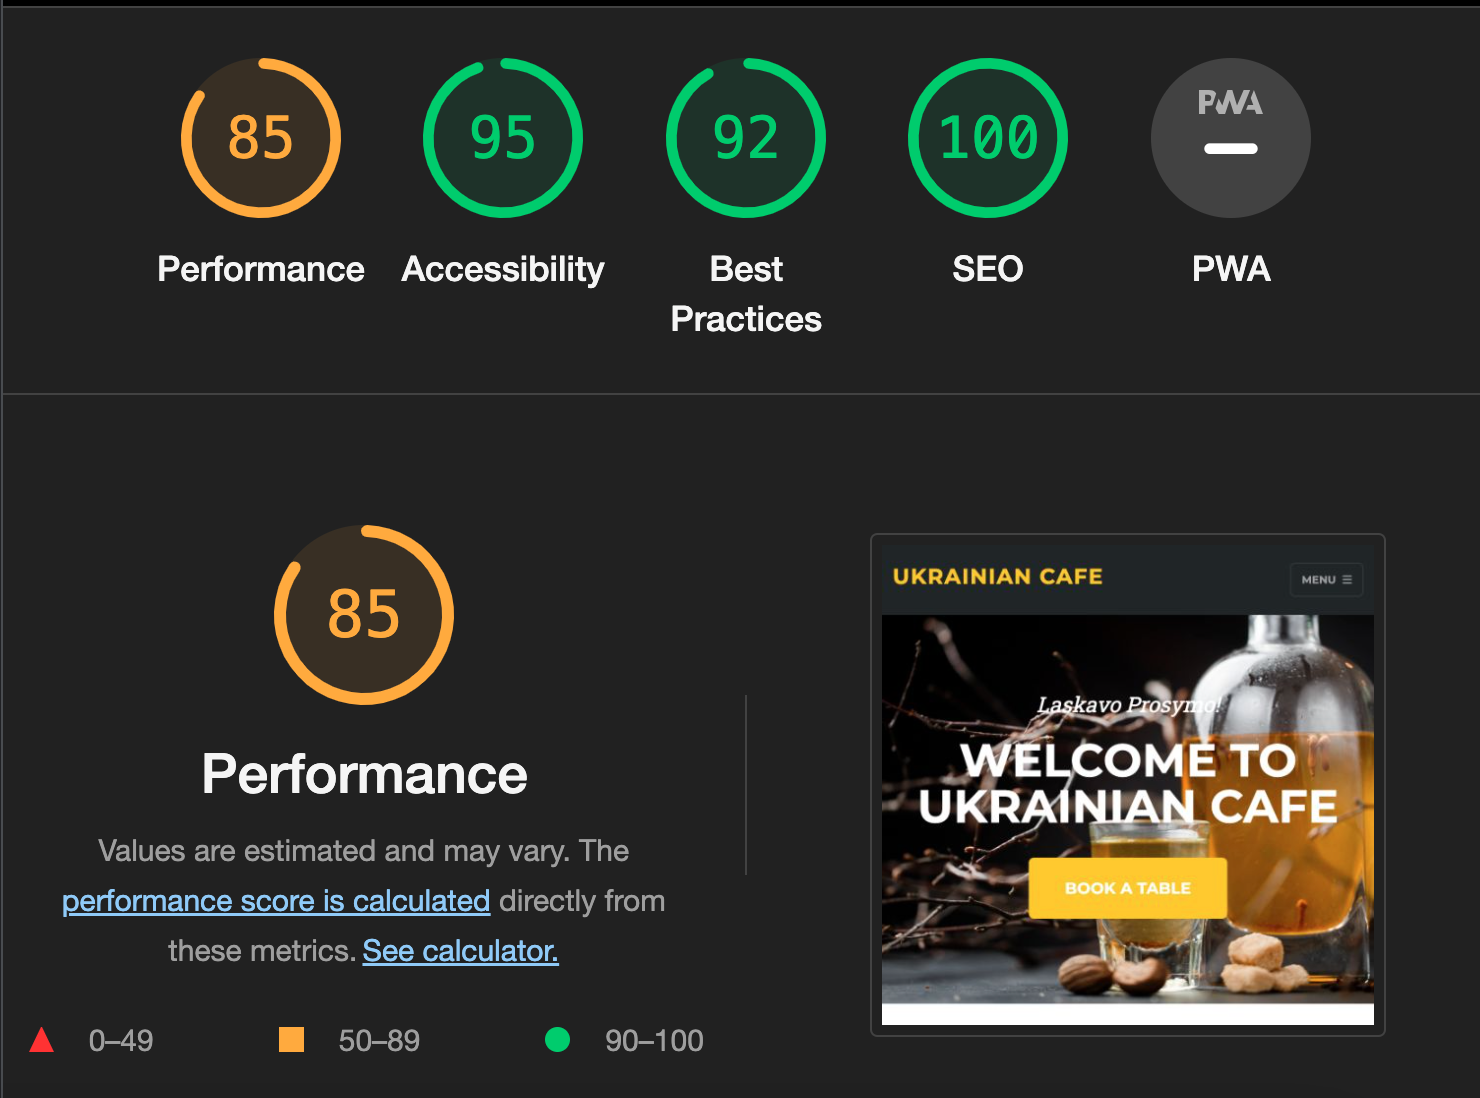 85
95
92
100
PWA
Performance
Accessibility
Best
Practices
SEO
PWA
85
Performance
Values are estimated and may vary. The
performance score is calculated directly from
these metrics. See calculator.
0–49
50–89
90–100
UKRAINIAN CAFE
MENU
Laskavo Prosymo!
WELCOME TO
UKRAINIAN CAFE
BOOK A TABLE